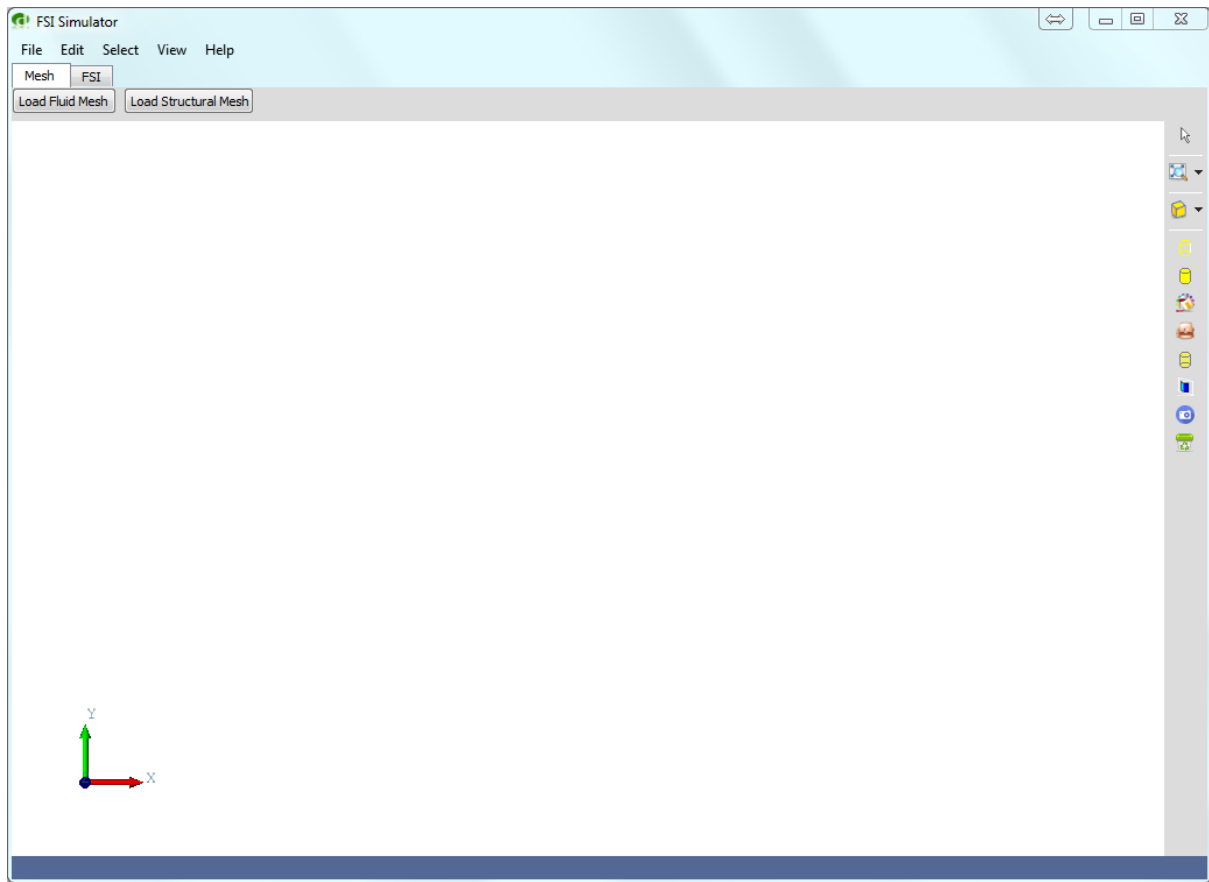 FSI Simulator
File Edit Select View Help
Mesh FSI
Load Fluid Mesh Load Structural Mesh
Y
X